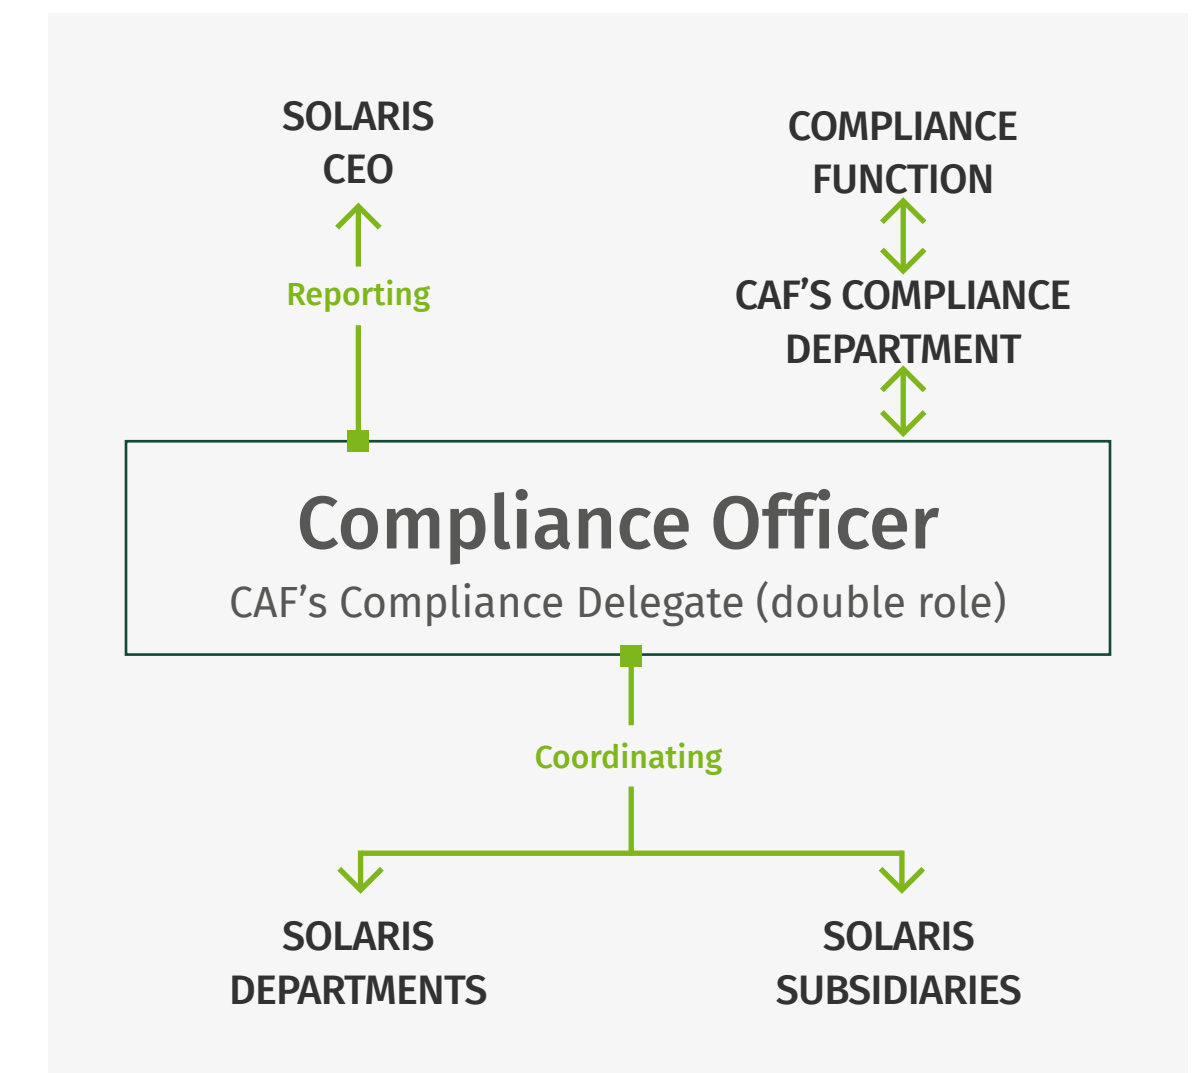 SOLARIS
CEO
COMPLIANCE
FUNCTION
Reporting
CAF’S COMPLIANCE
DEPARTMENT
Compliance Officer
CAF’s Compliance Delegate (double role)
Coordinating
SOLARIS
DEPARTMENTS
SOLARIS
SUBSIDIARIES